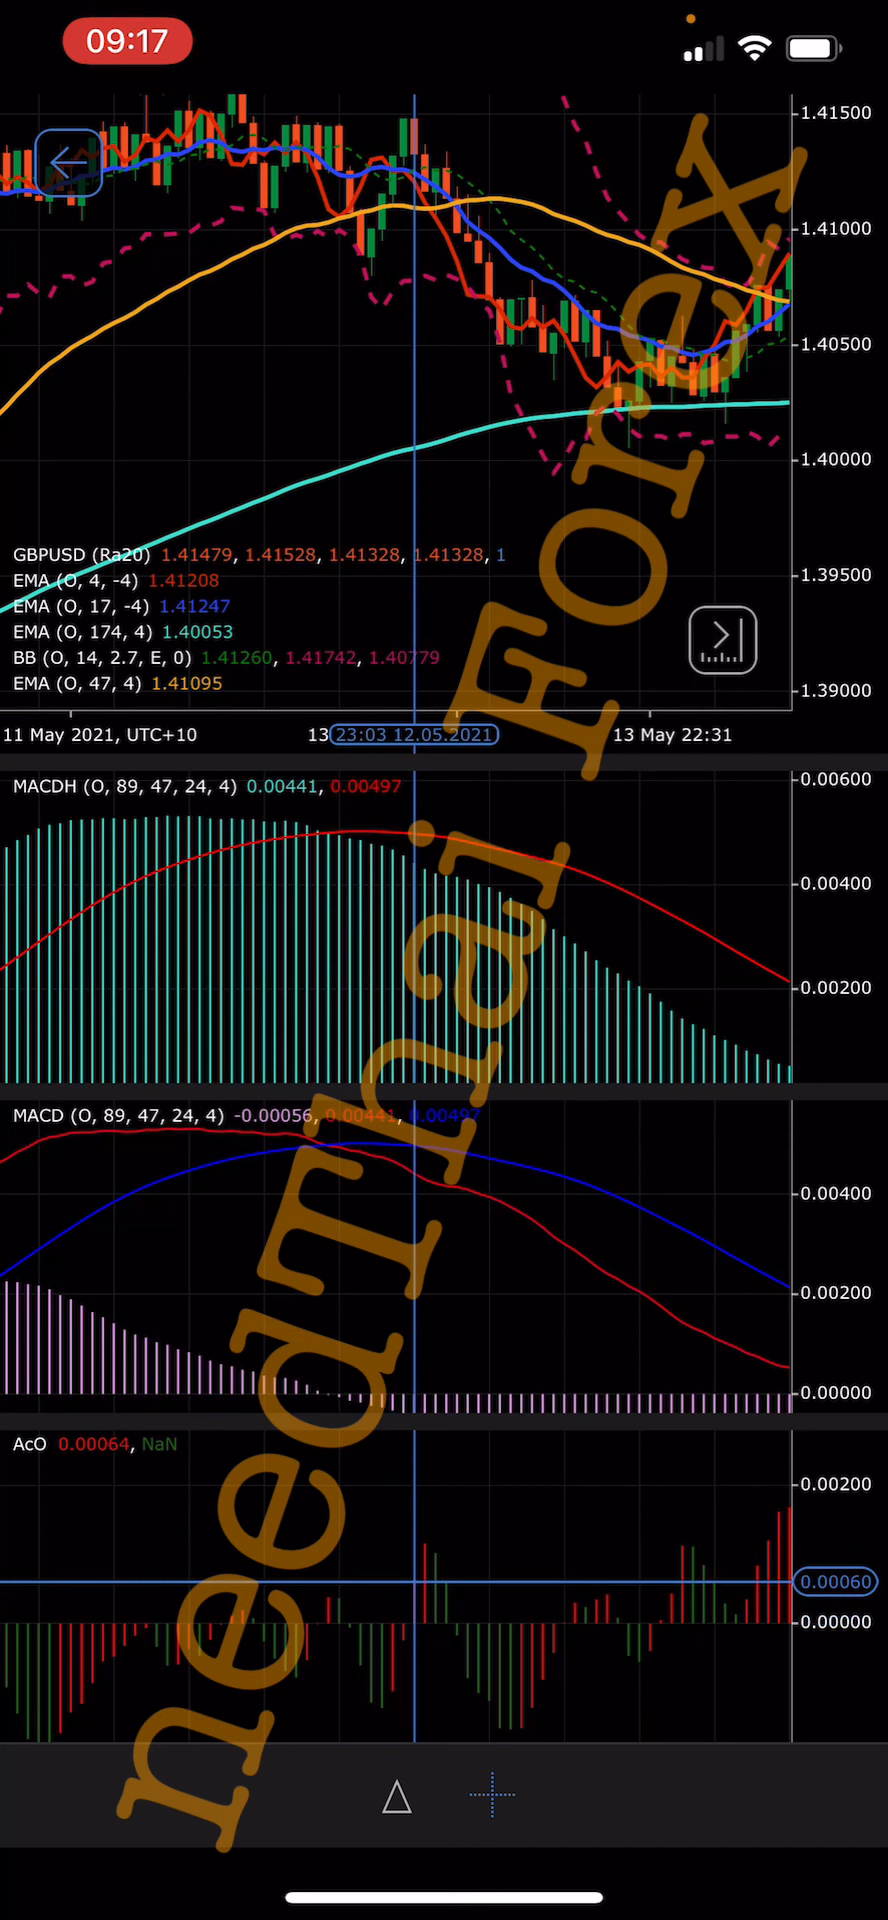 09:17
1.41500
1.41000
1.40500
1.40000
1.39500
1.39000
GBPUSD (Ra20) 1.41479, 1.41528, 1.41328, 1.41328, 1
EMA (O, 4, -4) 1.41208
EMA (O, 17, -4) 1.41247
EMA (O, 174, 4) 1.40053
BB (O, 14, 2.7, E, 0) 1.41260, 1.41742, 1.40779
EMA (O, 47, 4) 1.41095
11 May 2021, UTC+10 13 23:03 12.05.2021 13 May 22:31
MACDH (O, 89, 47, 24, 4) 0.00441, 0.00497
0.00600
0.00400
0.00200
MACD (O, 89, 47, 24, 4) -0.00056, 0.00441, 0.00497
0.00400
0.00200
0.00000
AcO 0.00064, NaN
0.00200
0.00060
0.00000
needThai Forex